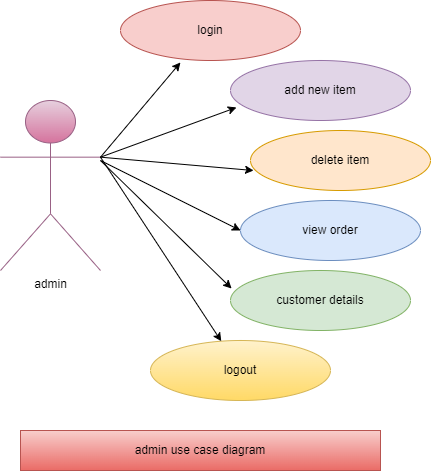 login
add new item
delete item
view order
admin
customer details
logout
admin use case diagram